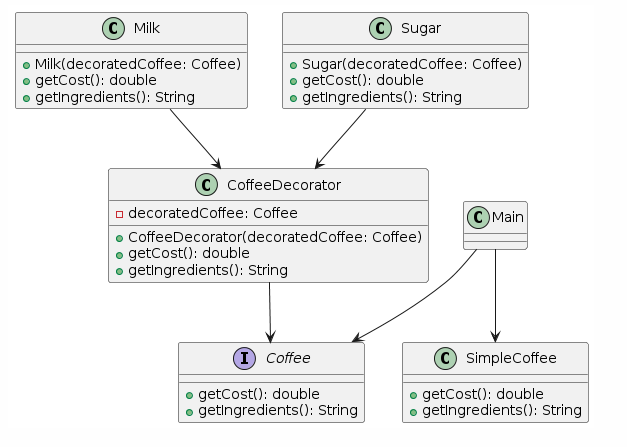 C Milk
Milk(decoratedCoffee: Coffee)
getCost(): double
getIngredients(): String
C Sugar
Sugar(decoratedCoffee: Coffee)
getCost(): double
getIngredients(): String
C CoffeeDecorator
decoratedCoffee: Coffee
CoffeeDecorator(decoratedCoffee: Coffee)
getCost(): double
getIngredients(): String
C Main
I Coffee
getCost(): double
getIngredients(): String
C SimpleCoffee
getCost(): double
getIngredients(): String